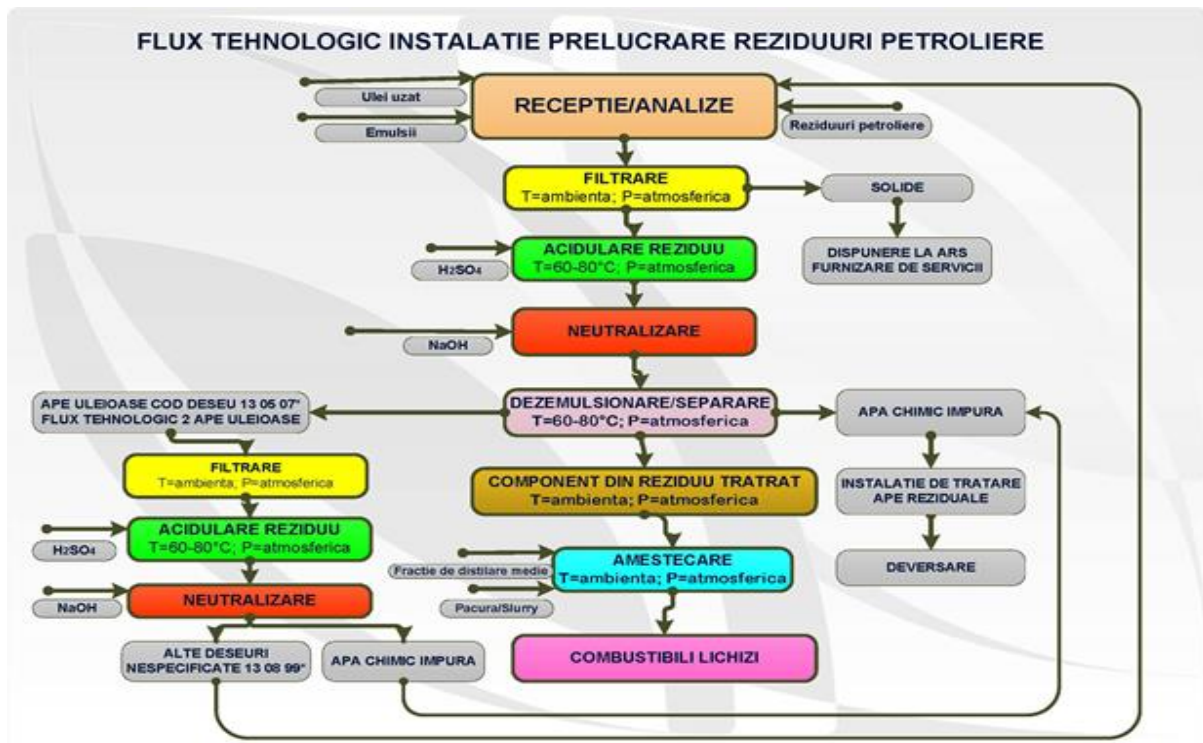 FLUX TEHNOLOGIC INSTALATIE PRELUCRARE REZIDUURI PETROLIERE
Ulei uzat
Emulsii
RECEPTIE/ANALIZE
Reziduuri petroliere
FILTRARE
T=ambienta; P=atmosferica
SOLIDE
DISPUNERE LA ARS
FURNIZARE DE SERVICII
H2SO4
ACIDULARE REZIDUU
T=60-80°C; P=atmosferica
NaOH
NEUTRALIZARE
APE ULEIOASE COD DESEU 13 05 07*
FLUX TEHNOLOGIC 2 APE ULEIOASE
DEZEMULSIONARE/SEPARARE
T=60-80°C; P=atmosferica
APA CHIMIC IMPURA
FILTRARE
T=ambienta; P=atmosferica
COMPONENT DIN REZIDUU TRATRAT
T=ambienta; P=atmosferica
INSTALATIE DE TRATARE
APE REZIDUALE
H2SO4
ACIDULARE REZIDUU
T=60-80°C; P=atmosferica
Fractie de distilare medie
Pacura/Slurry
AMESTECARE
T=ambienta; P=atmosferica
DEVERSARE
NaOH
NEUTRALIZARE
ALTE DESEURI
NESPECIFICATE 13 08 99*
APA CHIMIC IMPURA
COMBUSTIBILI LICHIZI